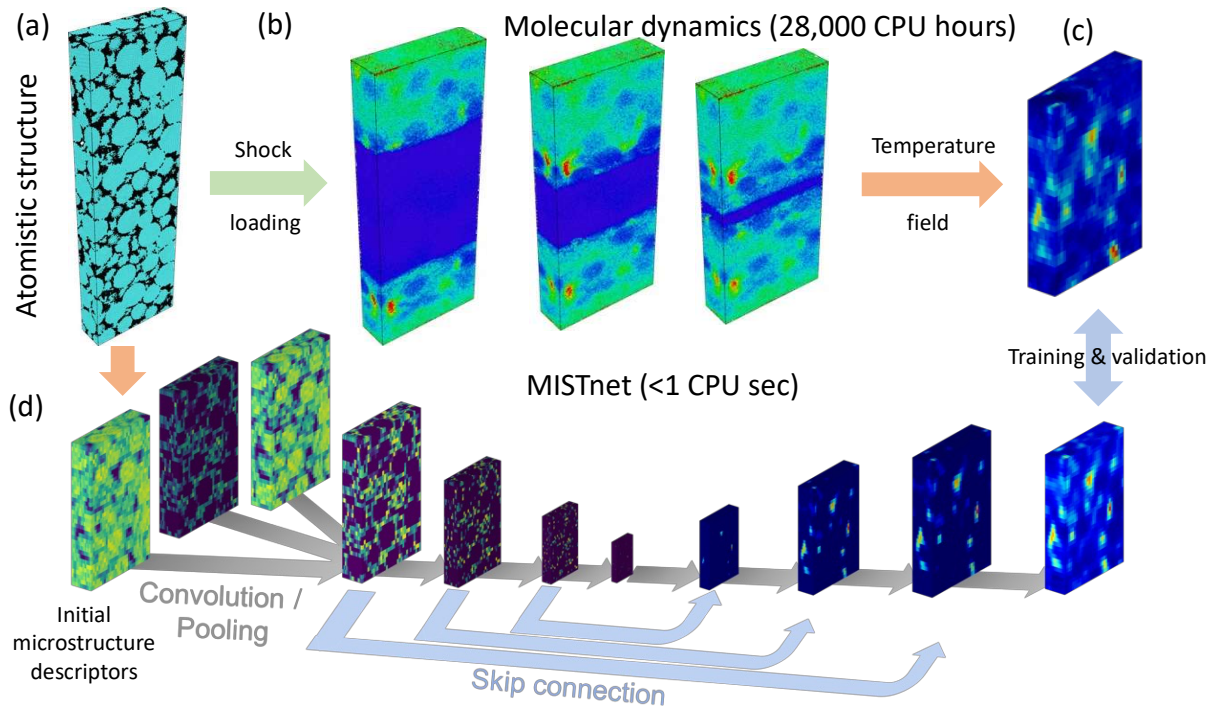 (a)
(b)
Molecular dynamics (28,000 CPU hours)
(c)
Atomistic structure
Shock
loading
Temperature
field
Training & validation
(d)
MISTnet (<1 CPU sec)
Initial
microstructure
descriptors
Convolution /
Pooling
Skip connection